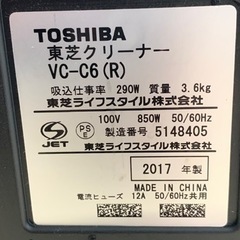 TOSHIBA
東芝クリーナー
VC-C6(R)
吸込仕事率 290W 質量 3.6kg
東芝ライフスタイル株式会社
100V 850W 50/60Hz
PS E
製造番号 5148405
JET
東芝ライフスタイル株式会社
2017 年製
MADE IN CHINA
電流ヒューズ 12A 50/60Hz共用